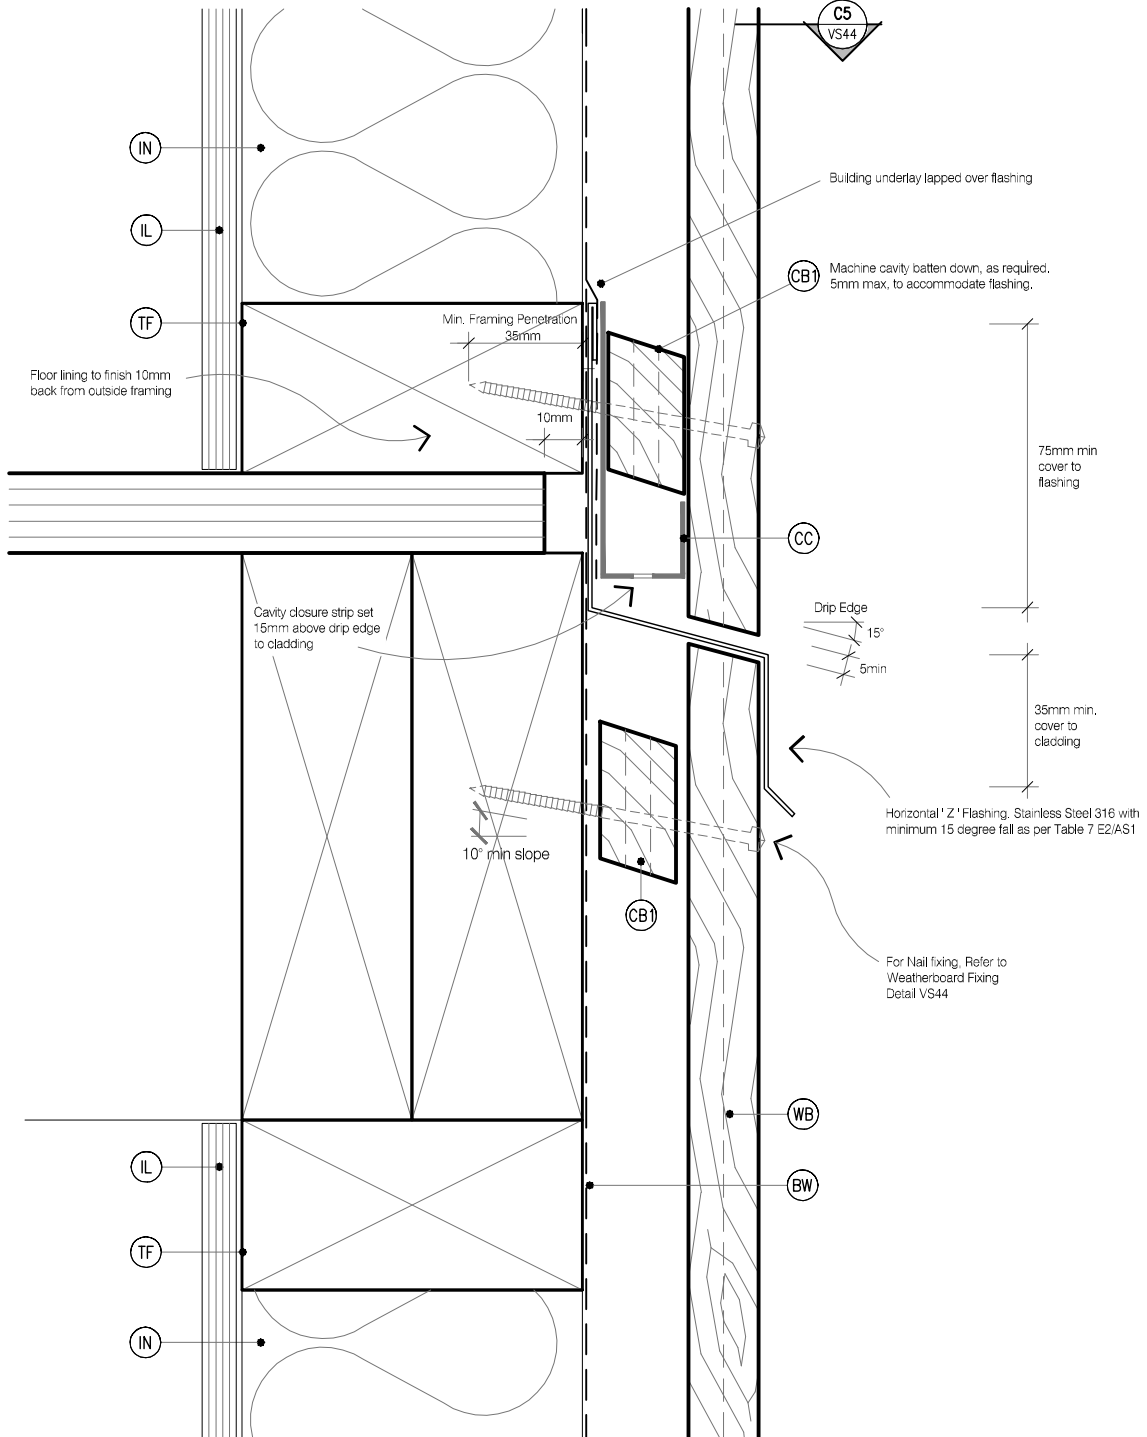 C5
VS44
IN
Building underlay lapped over flashing
IL
CB1
Machine cavity batten down, as required.
5mm max, to accommodate flashing.
TF
Min. Framing Penetration
35mm
Floor lining to finish 10mm
back from outside framing
10mm
75mm min
cover to
flashing
CC
Cavity closure strip set
15mm above drip edge
to cladding
Drip Edge
15°
5min
35mm min.
cover to
cladding
Horizontal ' Z ' Flashing. Stainless Steel 316 with
minimum 15 degree fall as per Table 7 E2/AS1
10° min slope
CB1
For Nail fixing, Refer to
Weatherboard Fixing
Detail VS44
WB
IL
BW
TF
IN